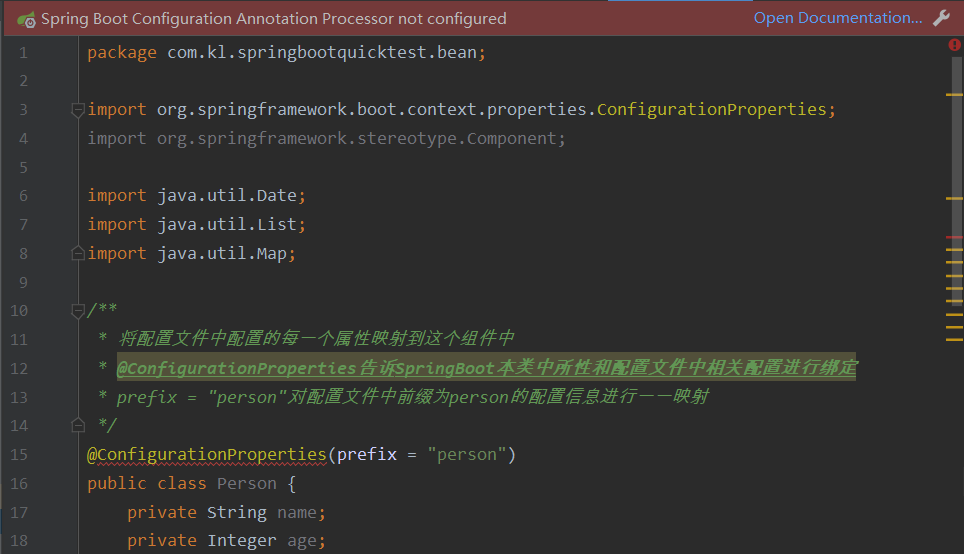 Spring Boot Configuration Annotation Processor not configured Open Documentation...
1 package com.kl.springbootquicktest.bean;
2
3 import org.springframework.boot.context.properties.ConfigurationProperties;
4 import org.springframework.stereotype.Component;
5
6 import java.util.Date;
7 import java.util.List;
8 import java.util.Map;
9
10 /**
11 * 将配置文件中配置的每一个属性映射到这个组件中
12 * @ConfigurationProperties告诉SpringBoot本类中所性和配置文件中相关配置进行绑定
13 * prefix = "person"对配置文件中前缀为person的配置信息进行一一映射
14 */
15 @ConfigurationProperties(prefix = "person")
16 public class Person {
17 private String name;
18 private Integer age;